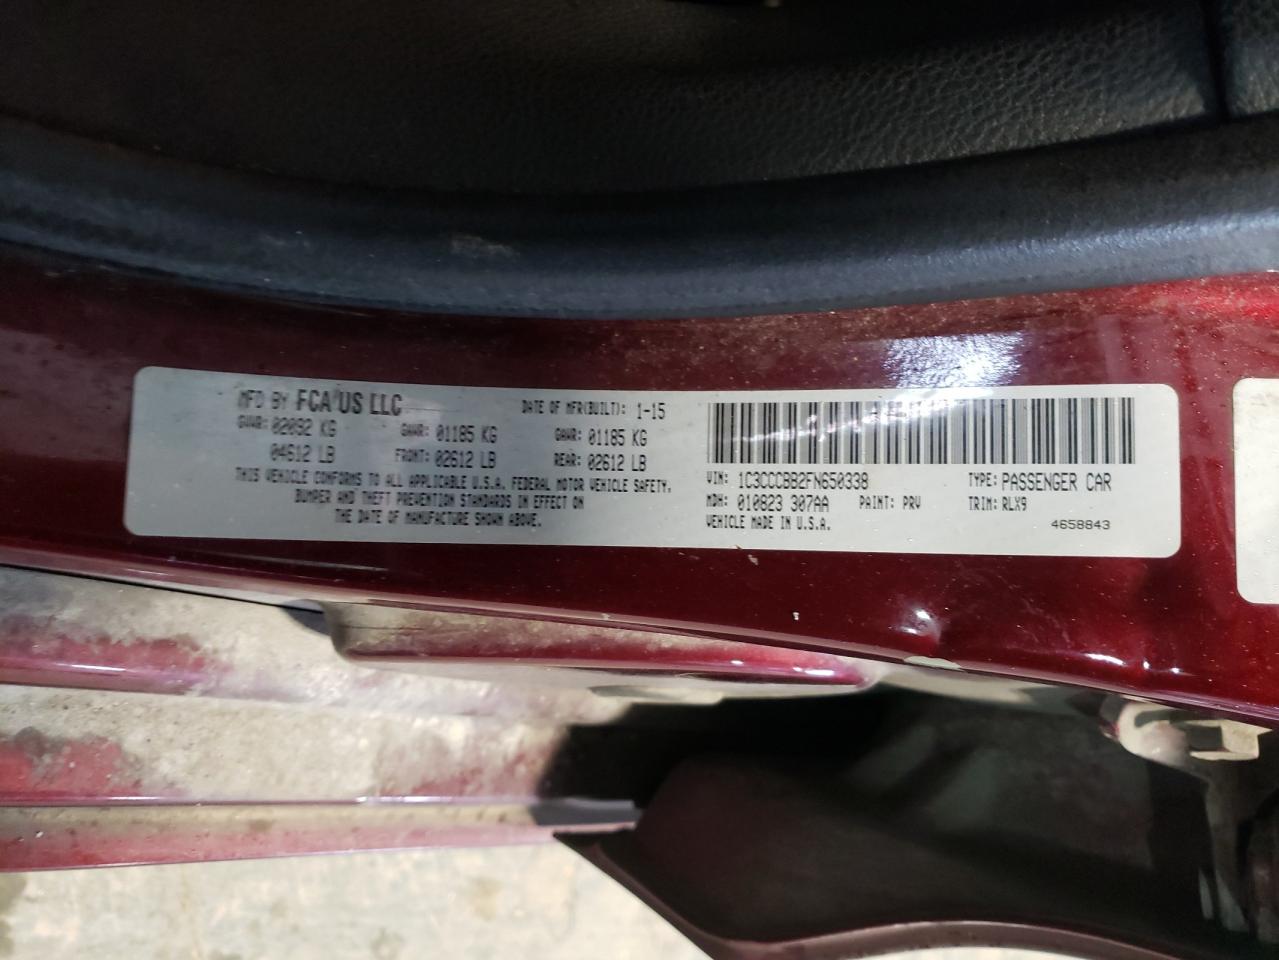 MFD BY FCA US LLC DATE OF MFR(BUILT): 1-15
GVWR: 02092 KG GAWR: 01185 KG GAWR: 01185 KG
04612 LB FRONT: 02612 LB REAR: 02612 LB
THIS VEHICLE CONFORMS TO ALL APPLICABLE U.S.A. FEDERAL MOTOR VEHICLE SAFETY,
BUMPER AND THEFT PREVENTION STANDARDS IN EFFECT ON
THE DATE OF MANUFACTURE SHOWN ABOVE.
VIN: 1C3CCCBB2FN650338 TYPE: PASSENGER CAR
MDH: 010823 307AA PAINT: PRV TRIM: RLX9
VEHICLE MADE IN U.S.A. 4658843